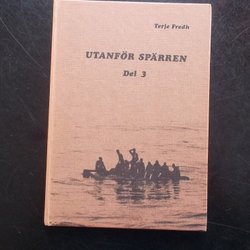 Terje Fredh
UTANFÖR SPÄRREN
Del 3